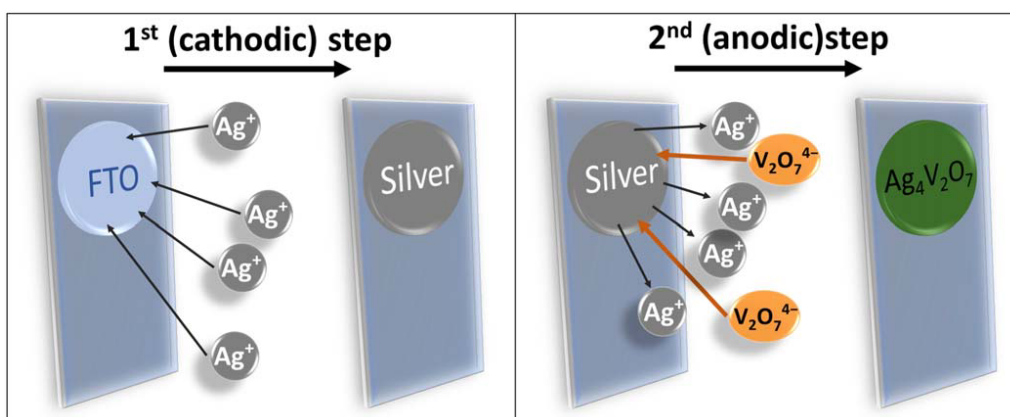 1st (cathodic) step
FTO
Ag+
Ag+
Ag+
Ag+
Silver
2nd (anodic)step
Silver
Ag+
V2O74–
Ag+
Ag+
Ag+
V2O74–
Ag4V2O7